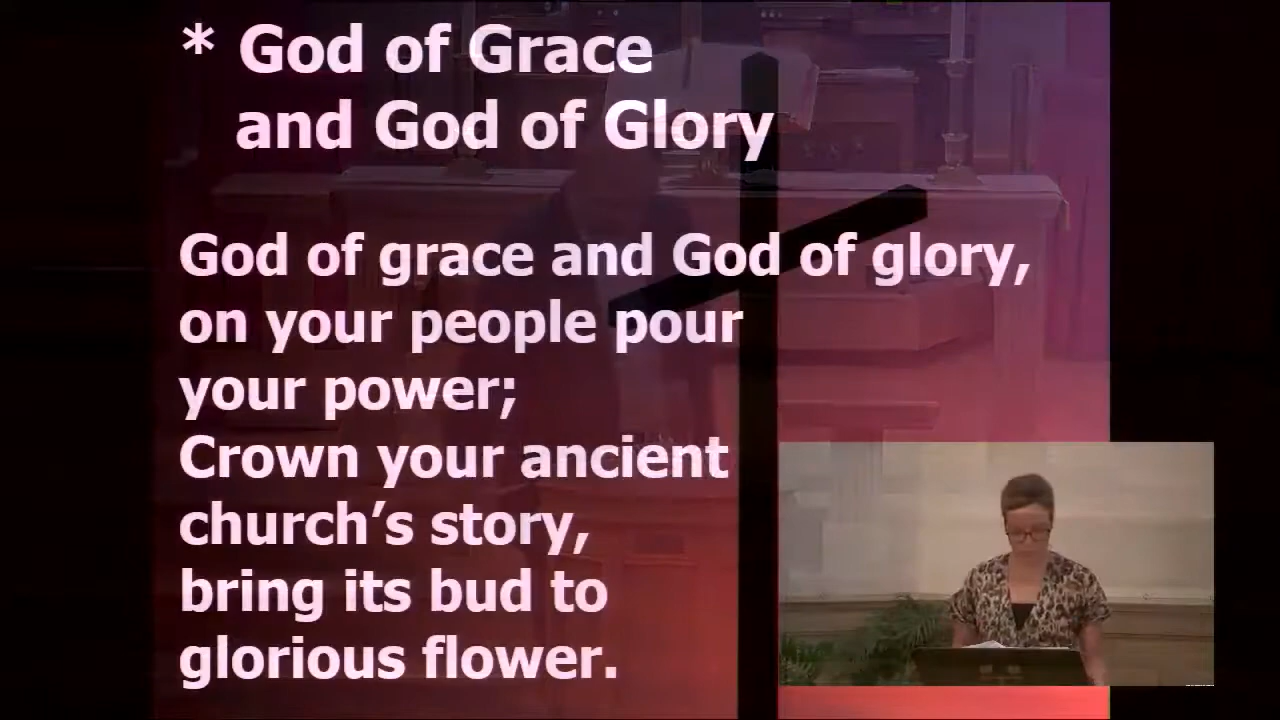 * God of Grace
and God of Glory
God of grace and God of glory,
on your people pour
your power;
Crown your ancient
church’s story,
bring its bud to
glorious flower.